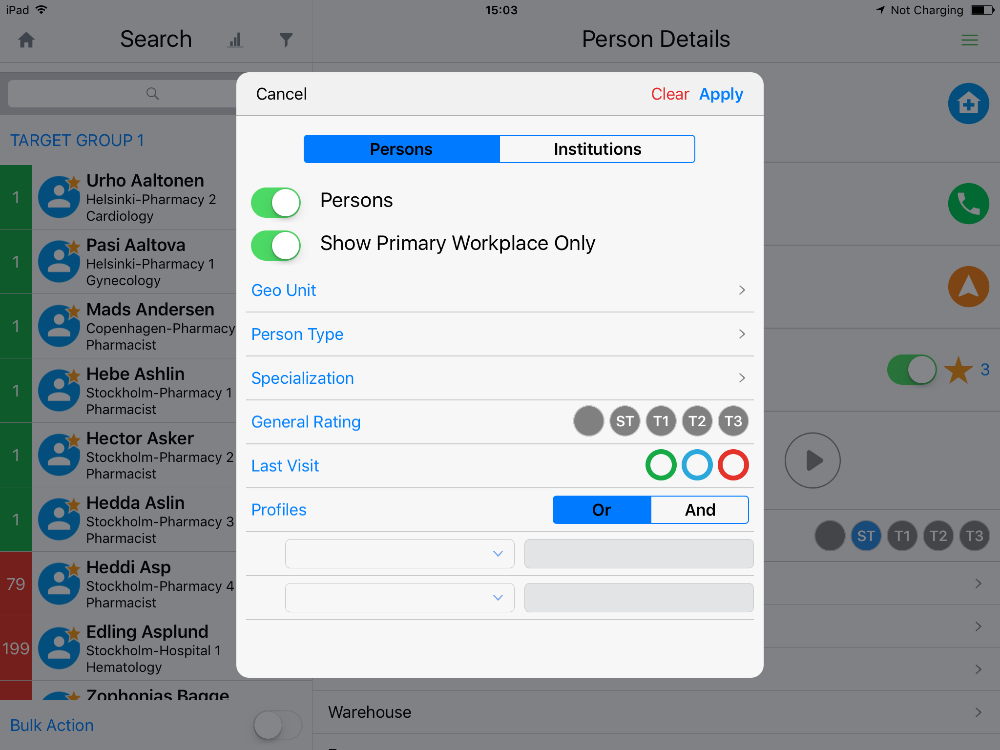 iPad
15:03
Not Charging
Search
Person Details
Cancel
Clear
Apply
TARGET GROUP 1
Persons
Institutions
1
Urho Aaltonen
Helsinki-Pharmacy 2
Cardiology
Persons
1
Pasi Aaltova
Helsinki-Pharmacy 1
Gynecology
Show Primary Workplace Only
Geo Unit
1
Mads Andersen
Copenhagen-Pharmacy
Pharmacist
Person Type
1
Hebe Ashlin
Stockholm-Pharmacy 1
Pharmacist
Specialization
3
General Rating
ST
T1
T2
T3
1
Hector Asker
Stockholm-Pharmacy 2
Pharmacist
Last Visit
1
Hedda Aslin
Stockholm-Pharmacy 3
Pharmacist
Profiles
Or
And
ST
T1
T2
T3
79
Heddi Asp
Stockholm-Pharmacy 4
Pharmacist
199
Edling Asplund
Stockholm-Hospital 1
Hematology
Zophonias Bagge
Bulk Action
Warehouse